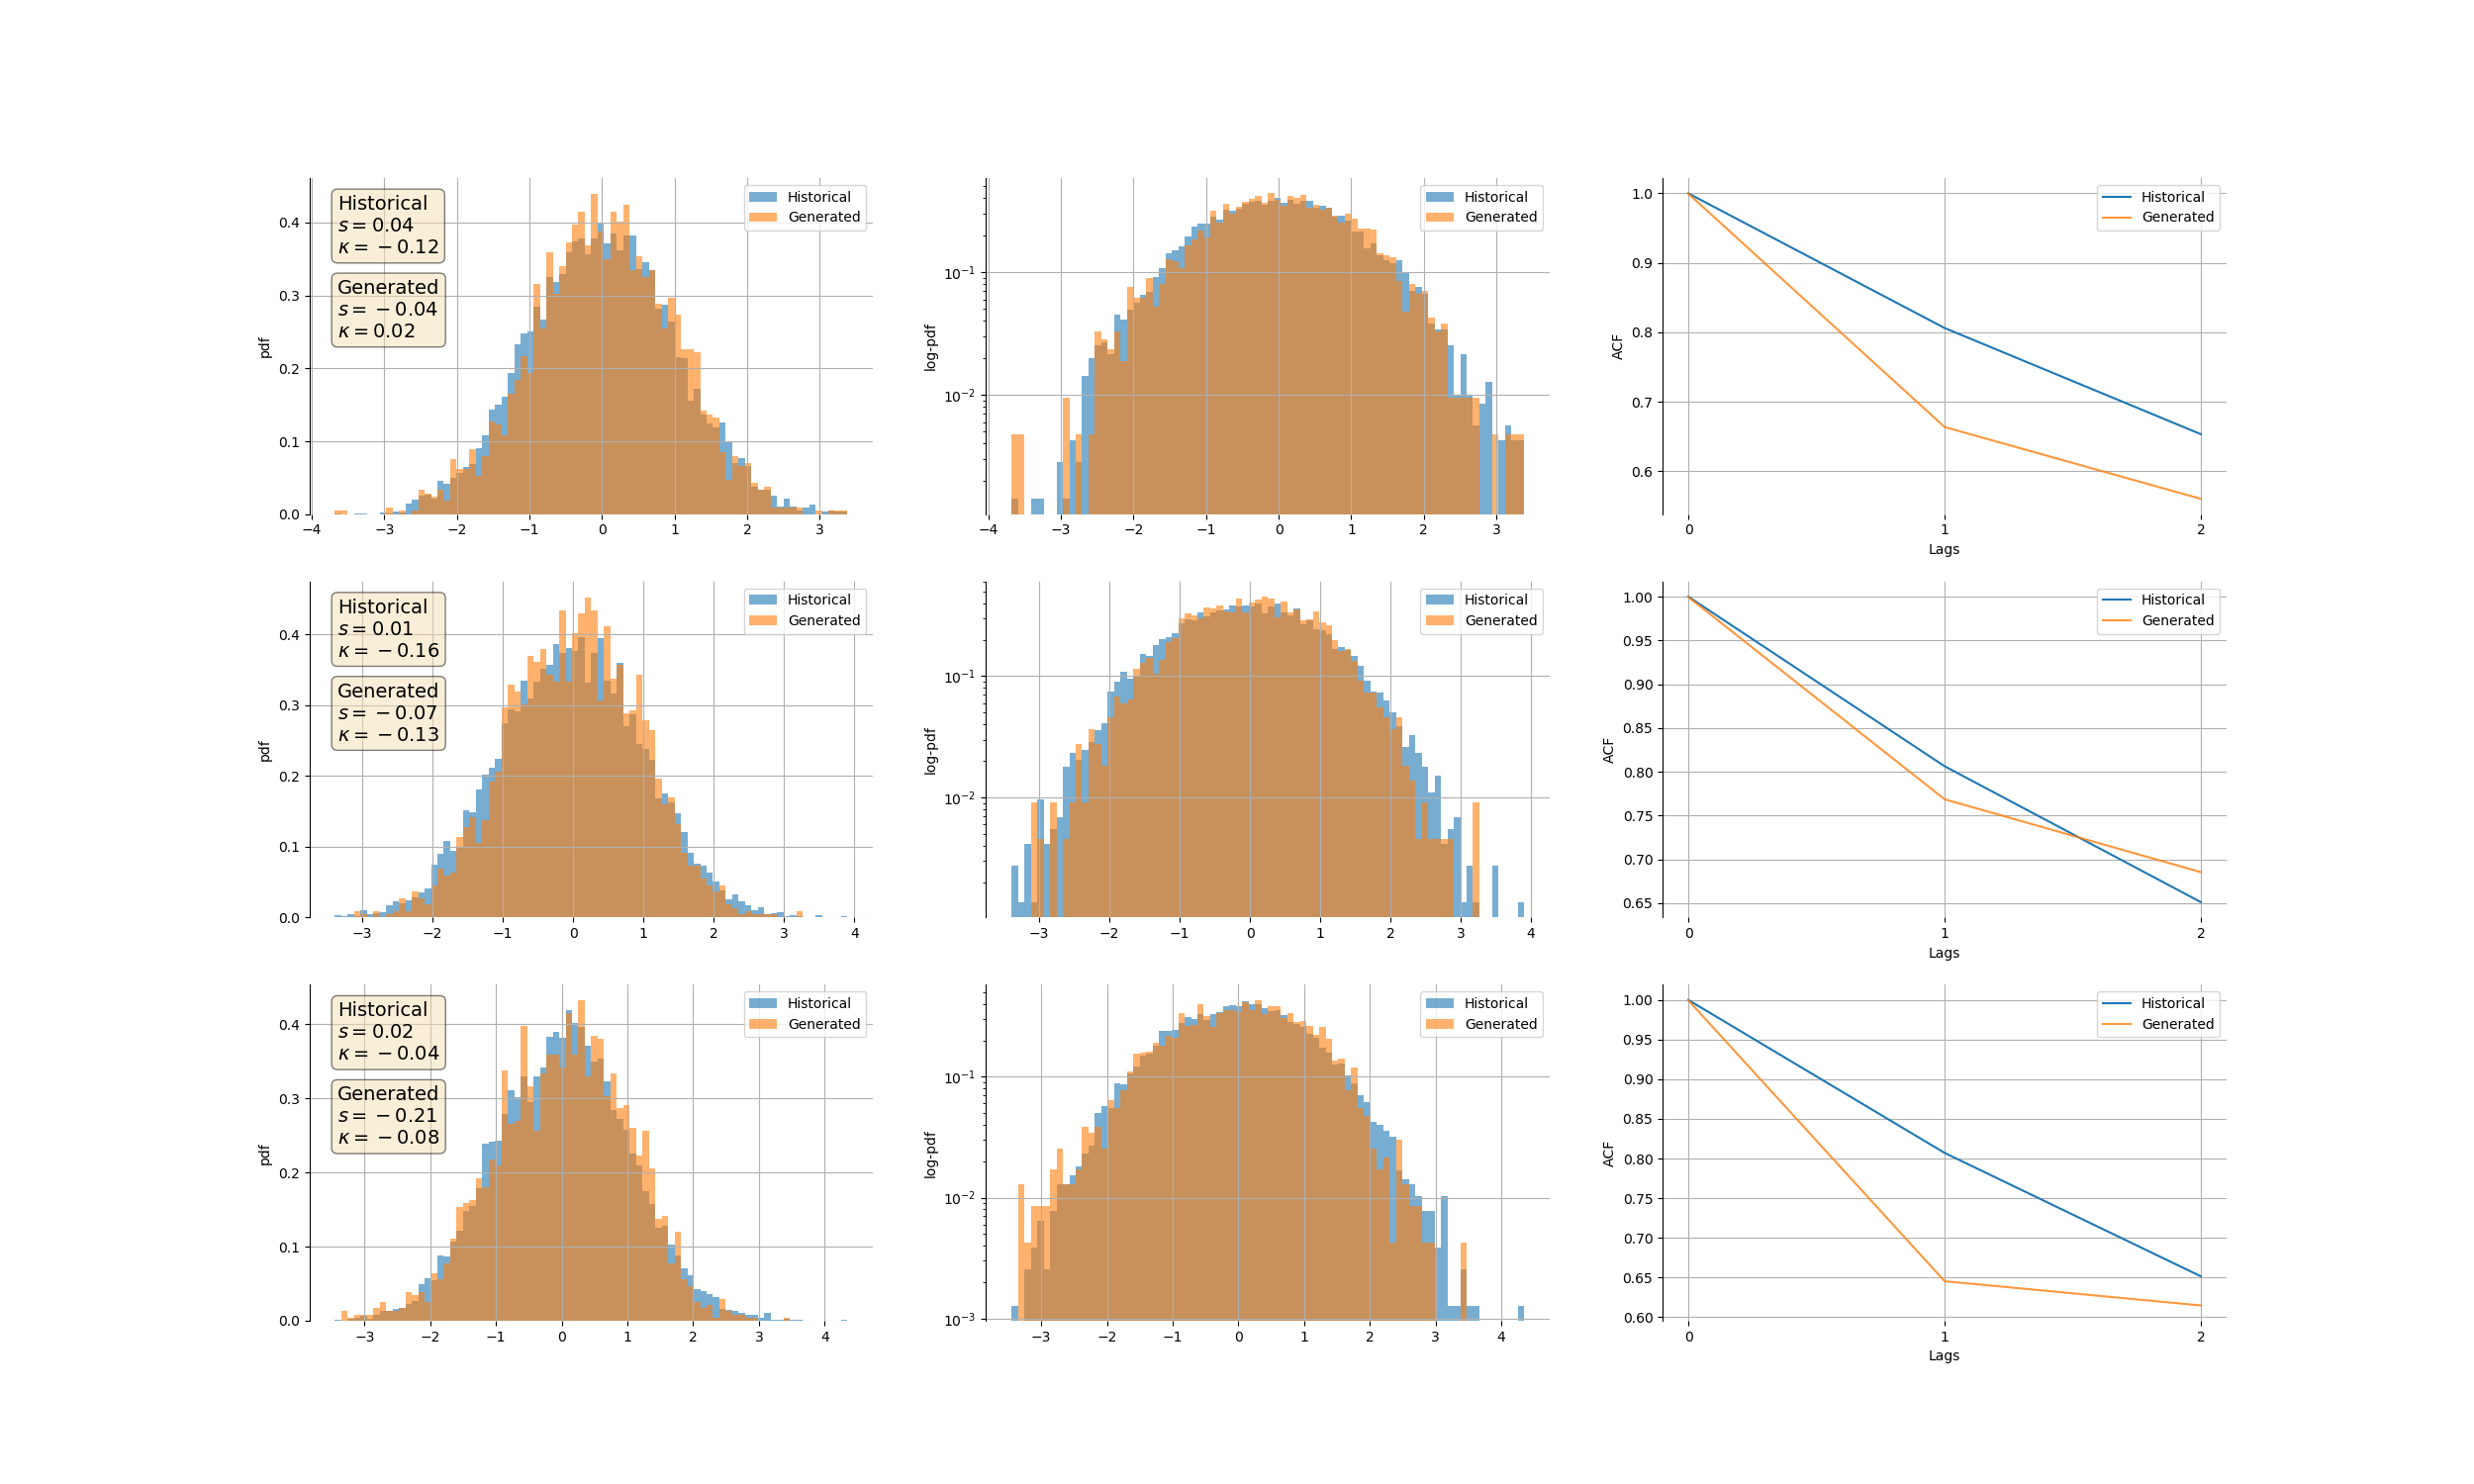 Historical
s = 0.04
κ = −0.12
Generated
s = −0.04
κ = 0.02
Historical
Generated
pdf
0.4
0.3
0.2
0.1
0.0
−4 −3 −2 −1 0 1 2 3
Historical
Generated
log-pdf
10⁻¹
10⁻²
−4 −3 −2 −1 0 1 2 3
Historical
Generated
ACF
1.0
0.9
0.8
0.7
0.6
0 1 2
Lags
Historical
s = 0.01
κ = −0.16
Generated
s = −0.07
κ = −0.13
Historical
Generated
pdf
0.4
0.3
0.2
0.1
0.0
−3 −2 −1 0 1 2 3 4
Historical
Generated
log-pdf
10⁻¹
10⁻²
−3 −2 −1 0 1 2 3 4
Historical
Generated
ACF
1.00
0.95
0.90
0.85
0.80
0.75
0.70
0.65
0 1 2
Lags
Historical
s = 0.02
κ = −0.04
Generated
s = −0.21
κ = −0.08
Historical
Generated
pdf
0.4
0.3
0.2
0.1
0.0
−3 −2 −1 0 1 2 3 4
Historical
Generated
log-pdf
10⁻¹
10⁻²
10⁻³
−3 −2 −1 0 1 2 3 4
Historical
Generated
ACF
1.00
0.95
0.90
0.85
0.80
0.75
0.70
0.65
0.60
0 1 2
Lags